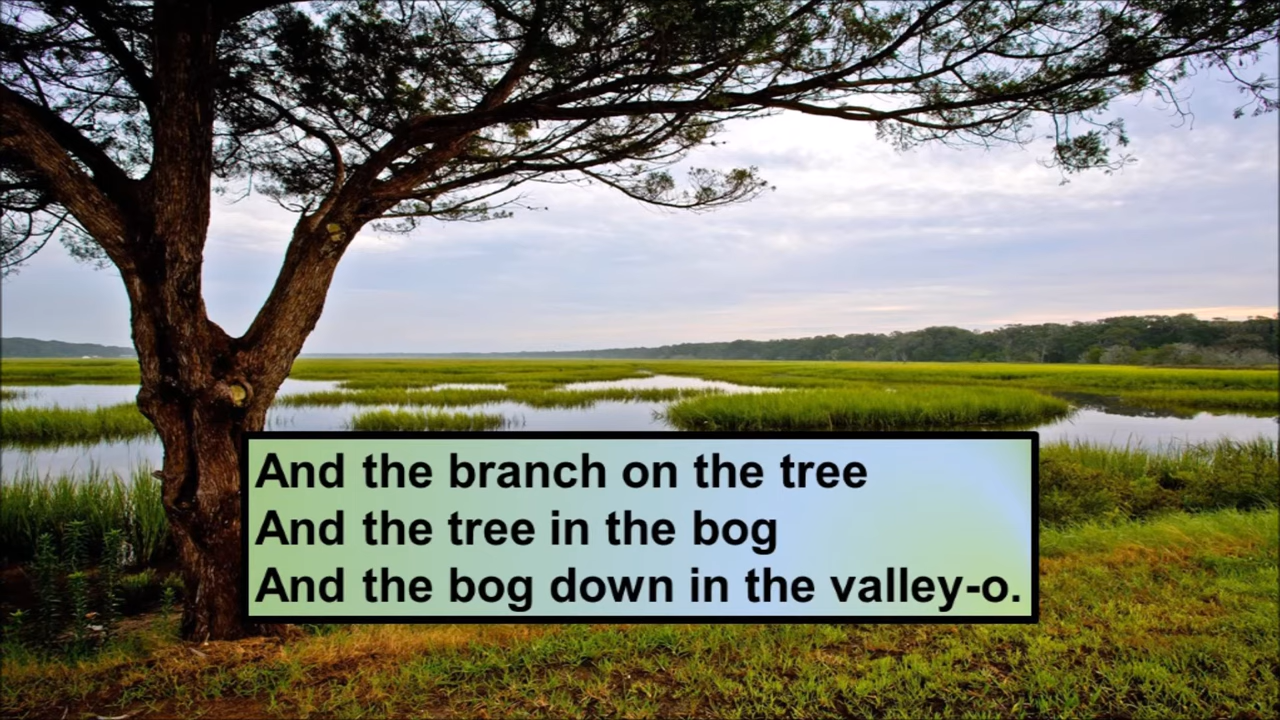 And the branch on the tree
And the tree in the bog
And the bog down in the valley-o.